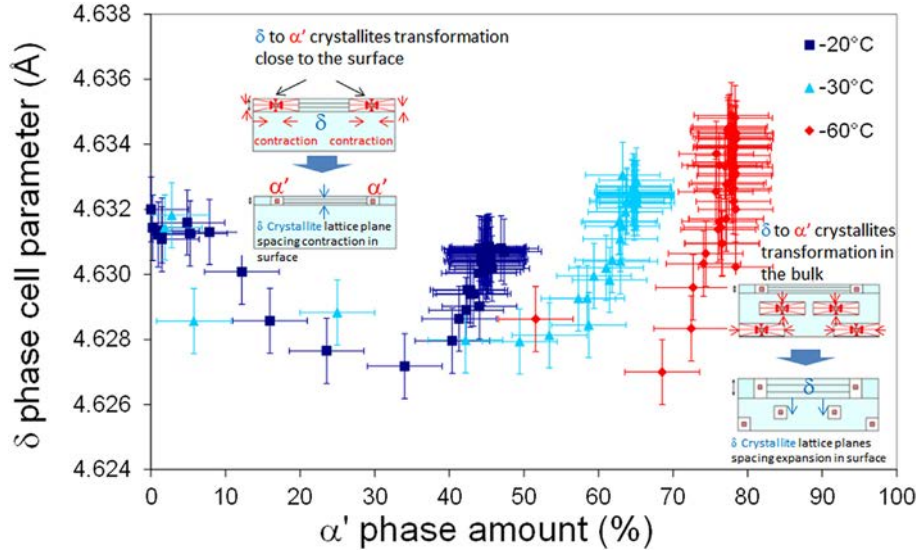 4.638
4.636
4.634
4.632
4.630
4.628
4.626
4.624
δ phase cell parameter (Å)
δ to α' crystallites transformation
close to the surface
δ
contraction
contraction
α'
α'
δ Crystallite lattice plane
spacing contraction in
surface
-20°C
-30°C
-60°C
δ to α' crystallites
transformation in
the bulk
δ
δ Crystallite lattice planes
spacing expansion in surface
0
10
20
30
40
50
60
70
80
90
100
α' phase amount (%)